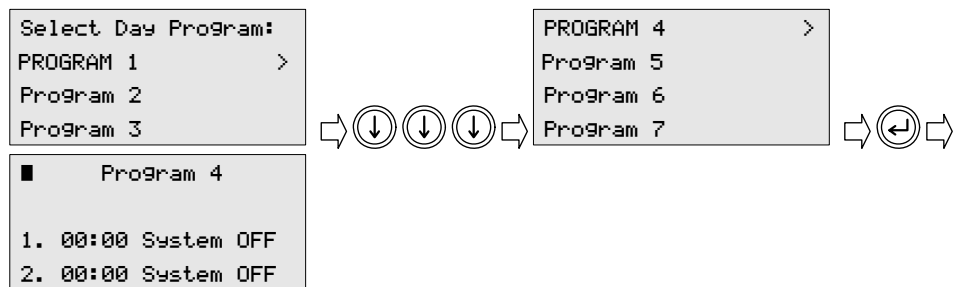 Select Day Program:
PROGRAM 1 >
Program 2
Program 3
PROGRAM 4 >
Program 5
Program 6
Program 7
Program 4
1. 00:00 System OFF
2. 00:00 System OFF